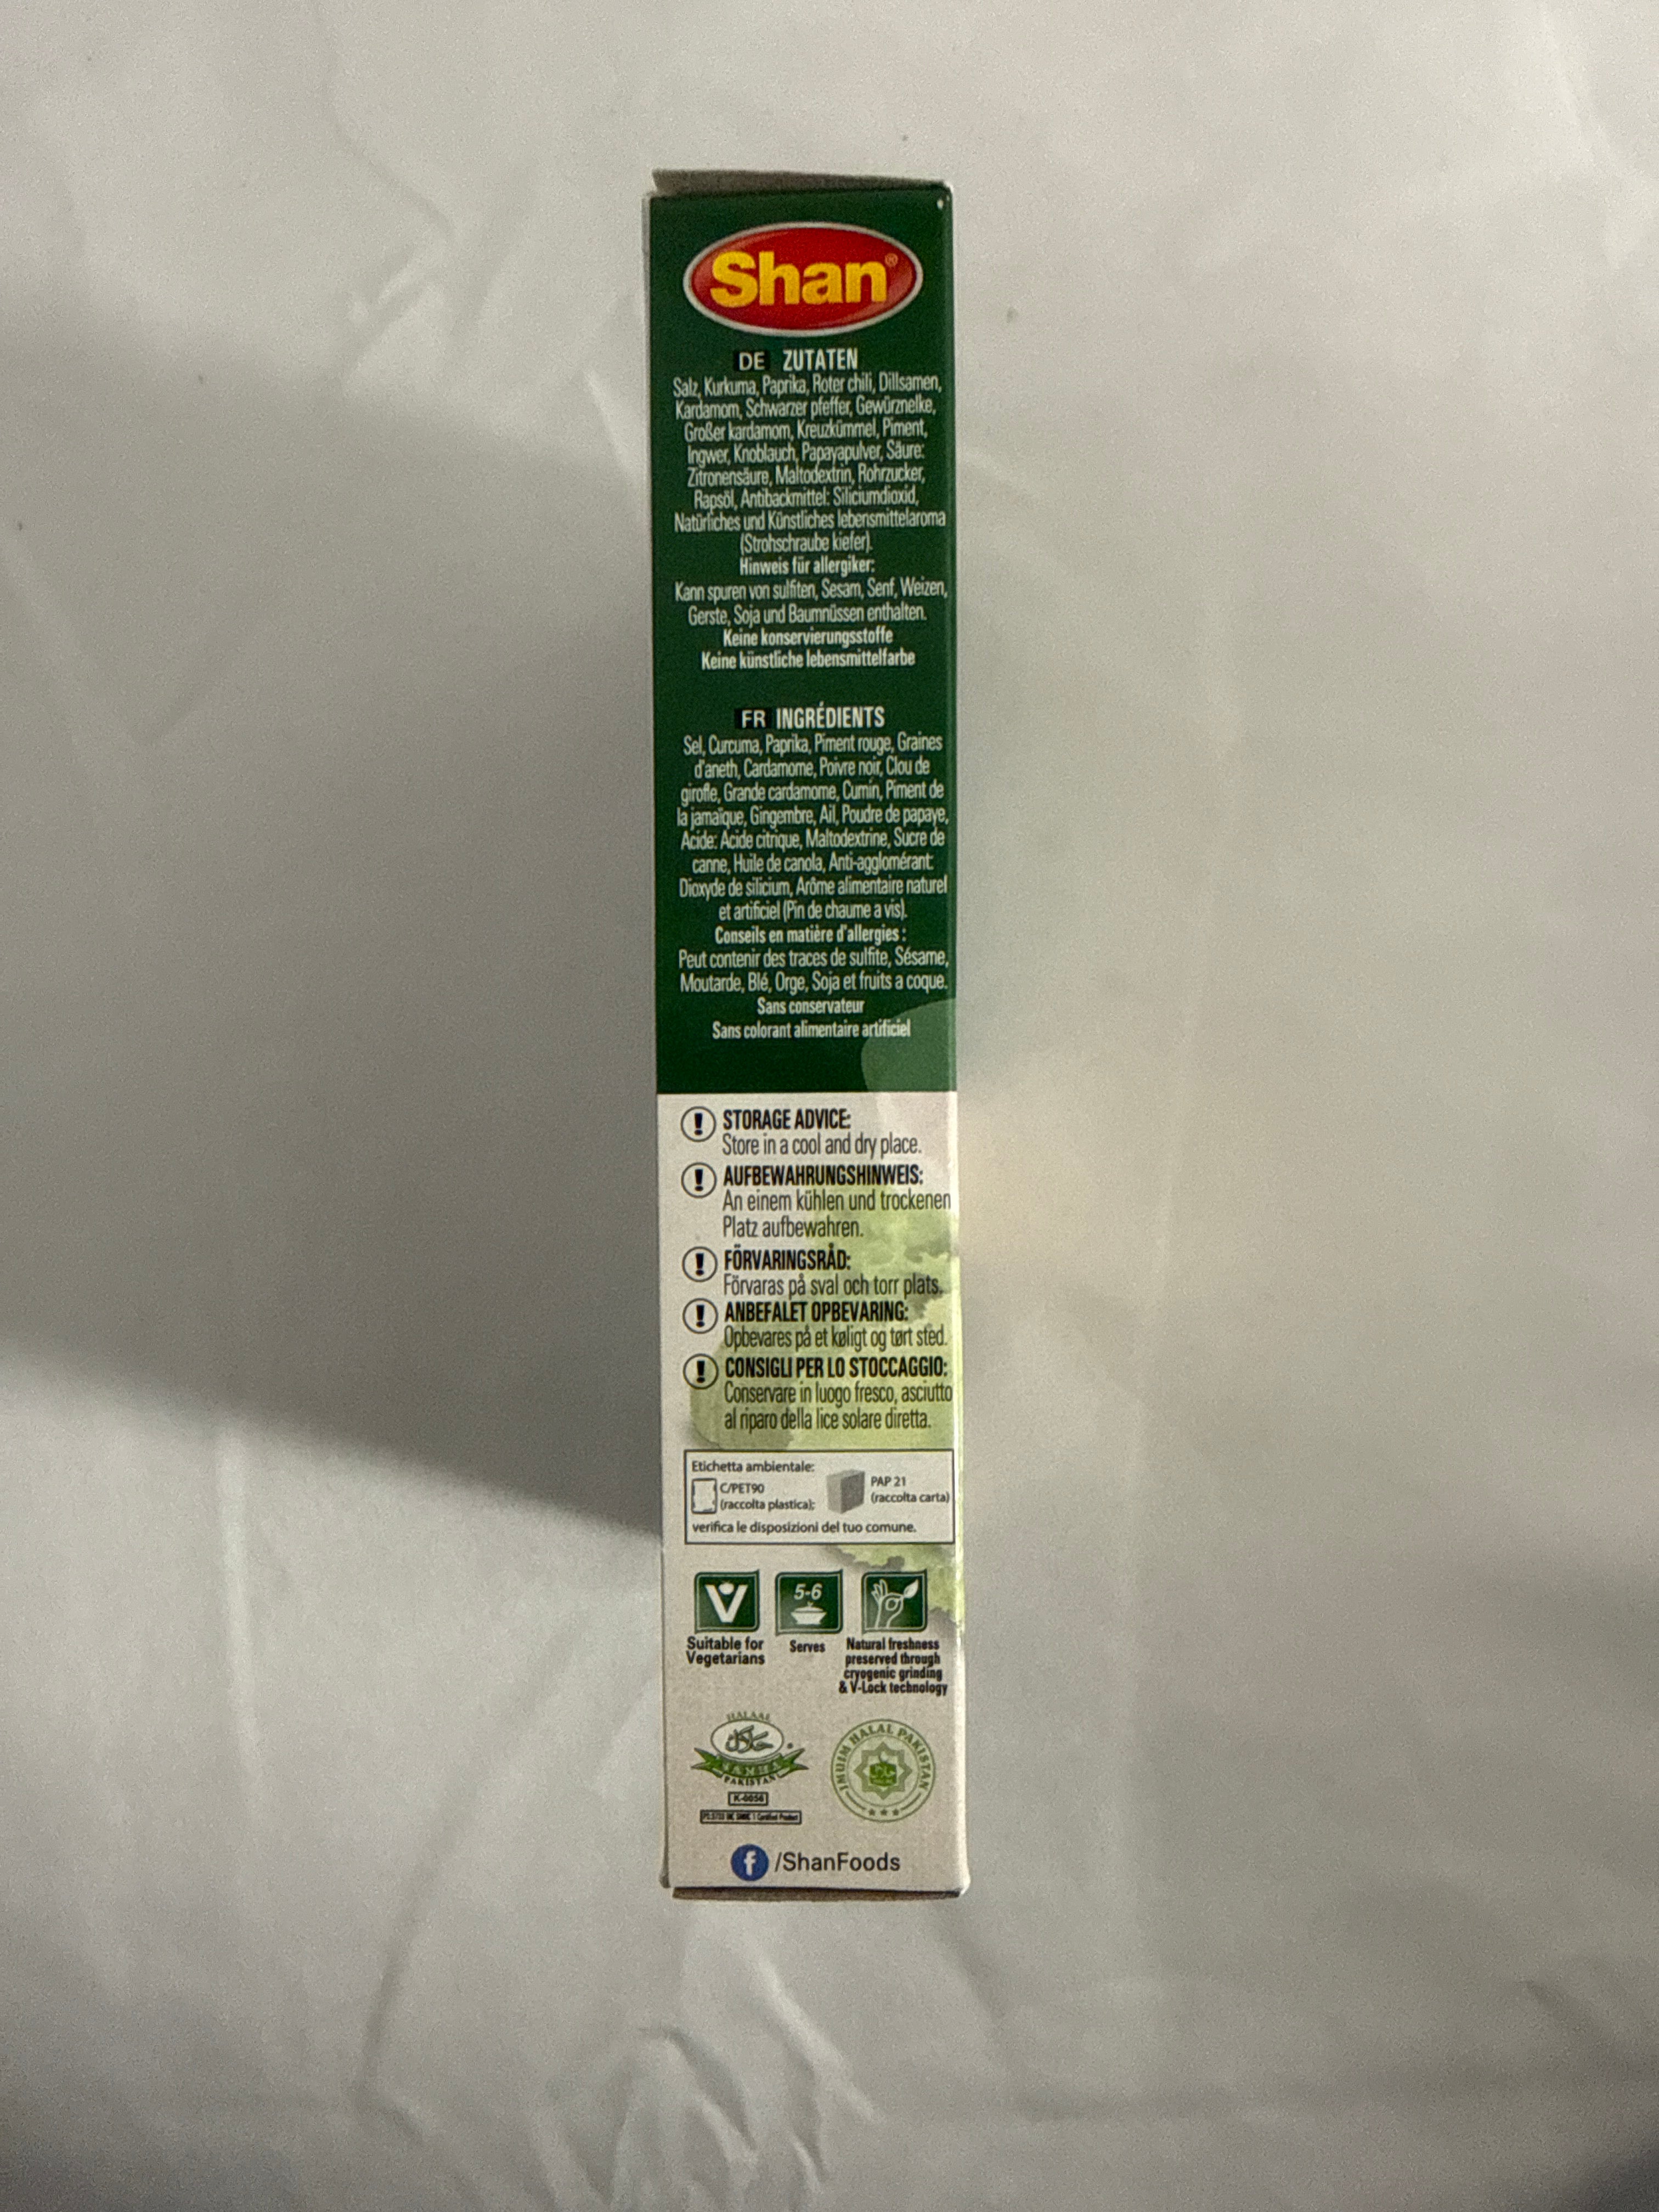 Shan®
DE ZUTATEN
Salz, Kurkuma, Paprika, Roter chili, Dillsamen,
Kardamom, Schwarzer pfeffer, Gewürznelke,
Großer kardamom, Kreuzkümmel, Piment,
Ingwer, Knoblauch, Papayapulver, Säure:
Zitronensäure, Maltodextrin, Rohrzucker,
Rapsöl, Antibackmittel: Siliciumdioxid,
Natürliches und Künstliches lebensmittelaroma
(Strohschraube kiefer).
Hinweis für allergiker:
Kann spuren von sulfiten, Sesam, Senf, Weizen,
Gerste, Soja und Baumnüssen enthalten.
Keine konservierungsstoffe
Keine künstliche lebensmittelfarbe
FR INGRÉDIENTS
Sel, Curcuma, Paprika, Piment rouge, Graines
d'aneth, Cardamome, Poivre noir, Clou de
girofle, Grande cardamome, Cumin, Piment de
la jamaïque, Gingembre, Ail, Poudre de papaye,
Acide: Acide citrique, Maltodextrine, Sucre de
canne, Huile de canola, Anti-agglomérant:
Dioxyde de silicium, Arôme alimentaire naturel
et artificiel (Pin de chaume a vis).
Conseils en matière d'allergies :
Peut contenir des traces de sulfite, Sésame,
Moutarde, Blé, Orge, Soja et fruits a coque.
Sans conservateur
Sans colorant alimentaire artificiel
! STORAGE ADVICE:
Store in a cool and dry place.
! AUFBEWAHRUNGSHINWEIS:
An einem kühlen und trockenen
Platz aufbewahren.
! FÖRVARINGSRÅD:
Förvaras på sval och torr plats.
! ANBEFALET OPBEVARING:
Opbevares på et køligt og tørt sted.
! CONSIGLI PER LO STOCCAGGIO:
Conservare in luogo fresco, asciutto
al riparo della lice solare diretta.
Etichetta ambientale:
C/PET90
(raccolta plastica);
PAP 21
(raccolta carta)
verifica le disposizioni del tuo comune.
V
Suitable for
Vegetarians
5-6
Serves
Natural freshness
preserved through
cryogenic grinding
& V-Lock technology
HALAAL
حلال
PAKISTAN
K-0056
JMUIM HALAL PAKISTAN
f /ShanFoods